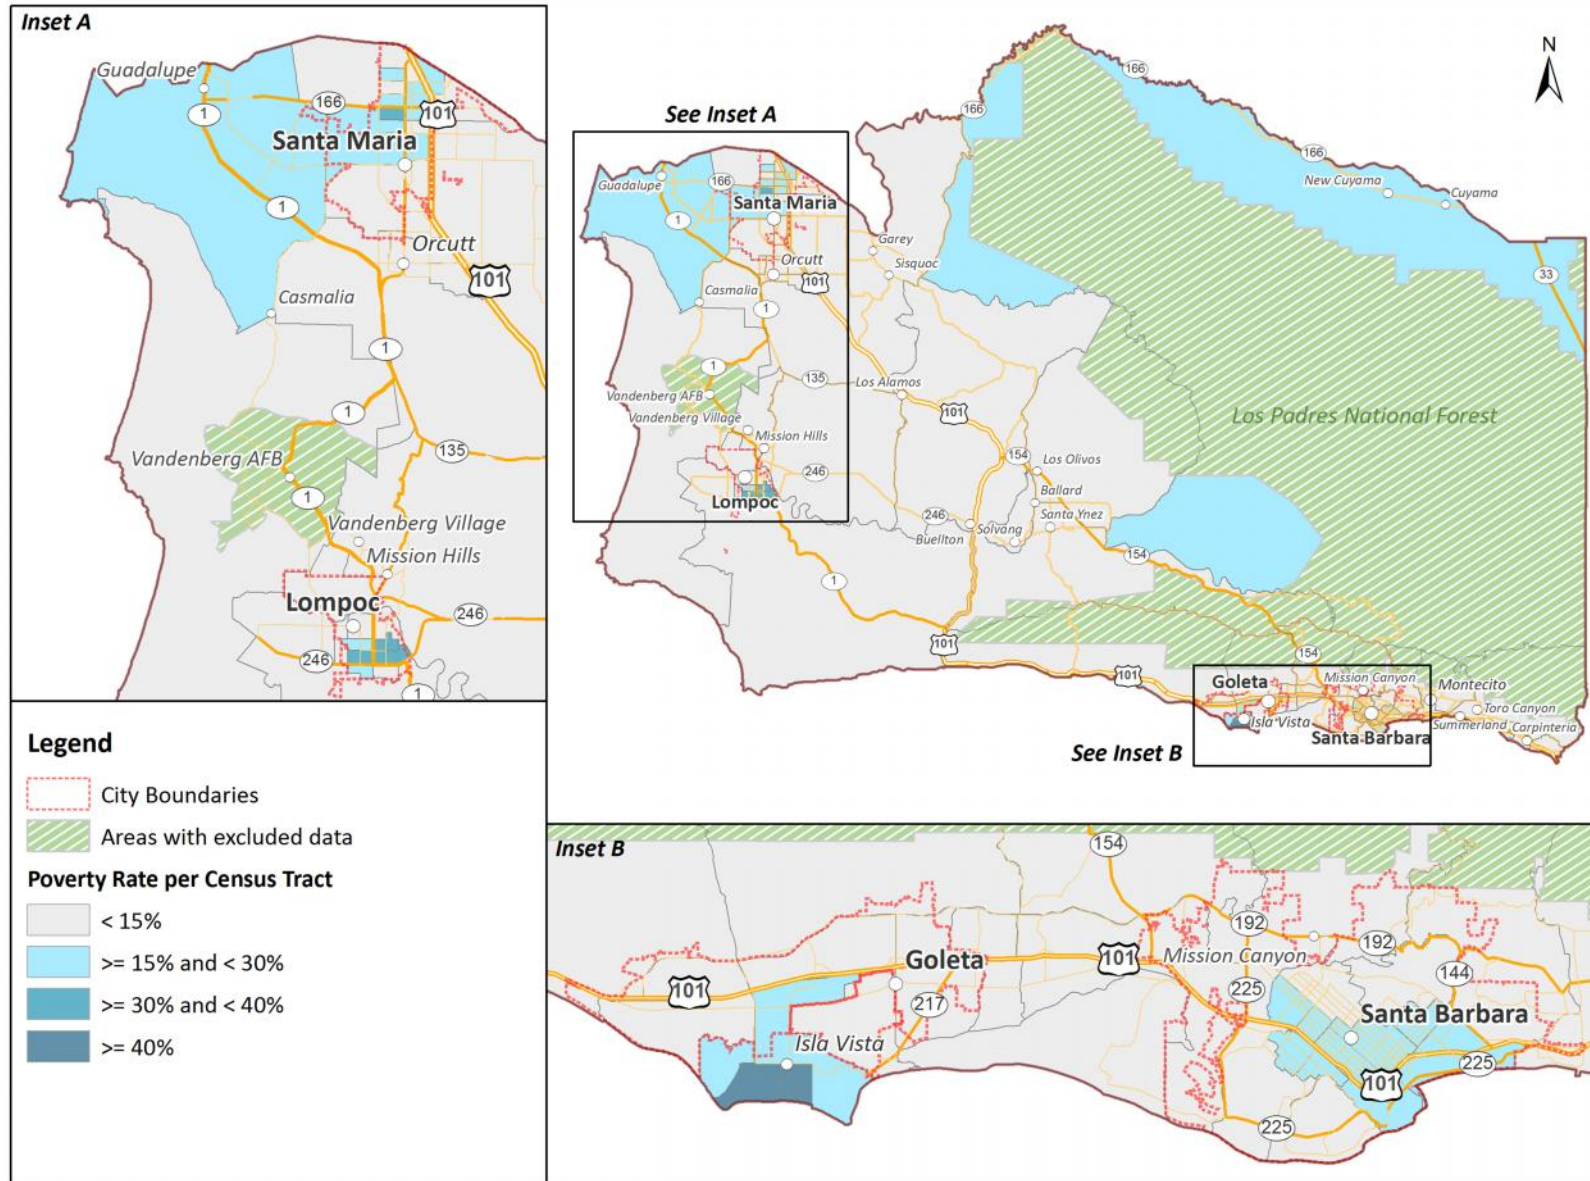 Inset A
Guadalupe
1
166
101
Santa Maria
1
Orcutt
101
Casmalia
1
1
135
Vandenberg AFB
1
Vandenberg Village
Mission Hills
Lompoc
246
246
1
Legend
City Boundaries
Areas with excluded data
Poverty Rate per Census Tract
< 15%
>= 15% and < 30%
>= 30% and < 40%
>= 40%
N
See Inset A
166
166
166
New Cuyama
Cuyama
33
Guadalupe
166
Santa Maria
1
Garey
Orcutt
Sisquoc
101
Casmalia
1
1
135
Los Alamos
Vandenberg AFB
101
Los Padres National Forest
Vandenberg Village
Mission Hills
154
Los Olivos
246
Lompoc
Ballard
246
Santa Ynez
Solvang
Buellton
154
1
101
154
101
Goleta
Mission Canyon
Montecito
Toro Canyon
Isla Vista
Summerland
Carpinteria
Santa Barbara
See Inset B
Inset B
154
192
192
Mission Canyon
101
Goleta
144
101
225
217
Santa Barbara
Isla Vista
225
101
225